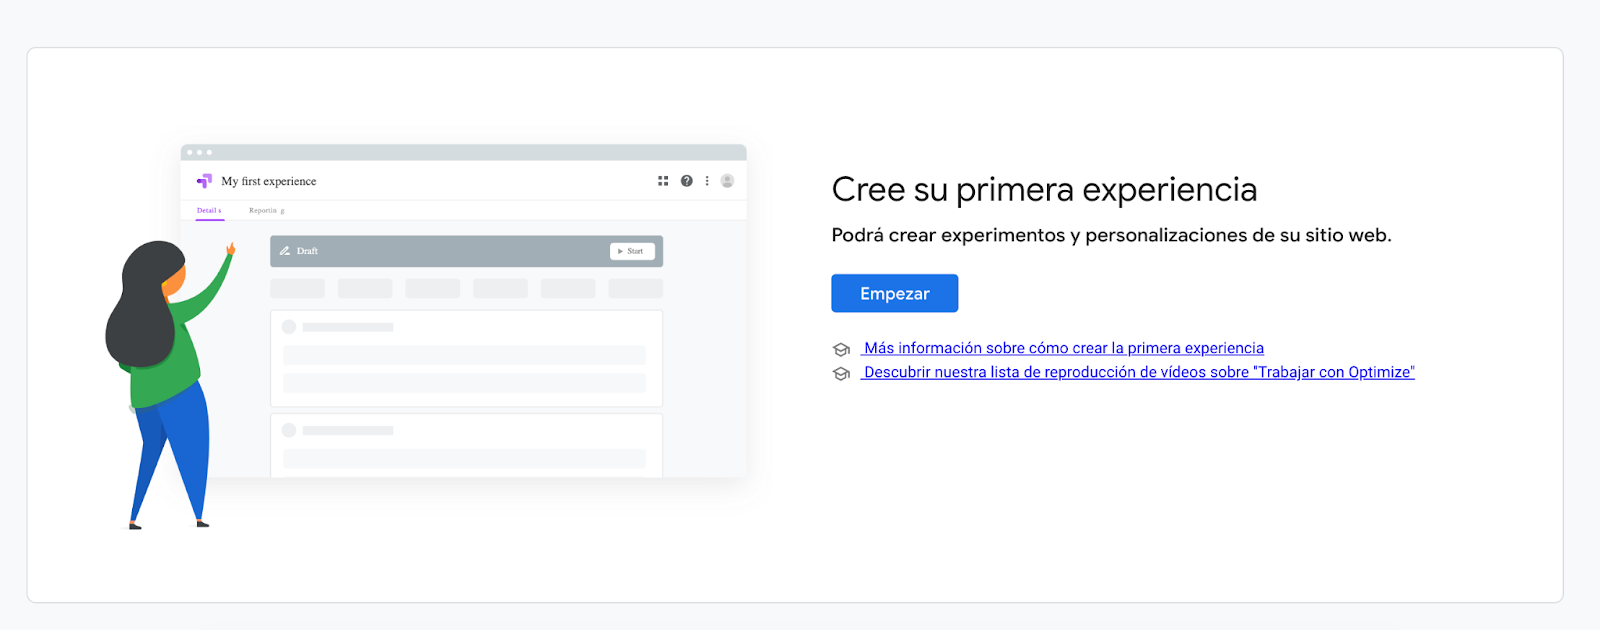 My first experience
Details
Reporting
Draft
Start
Cree su primera experiencia
Podrá crear experimentos y personalizaciones de su sitio web.
Empezar
Más información sobre cómo crear la primera experiencia
Descubrir nuestra lista de reproducción de vídeos sobre "Trabajar con Optimize"